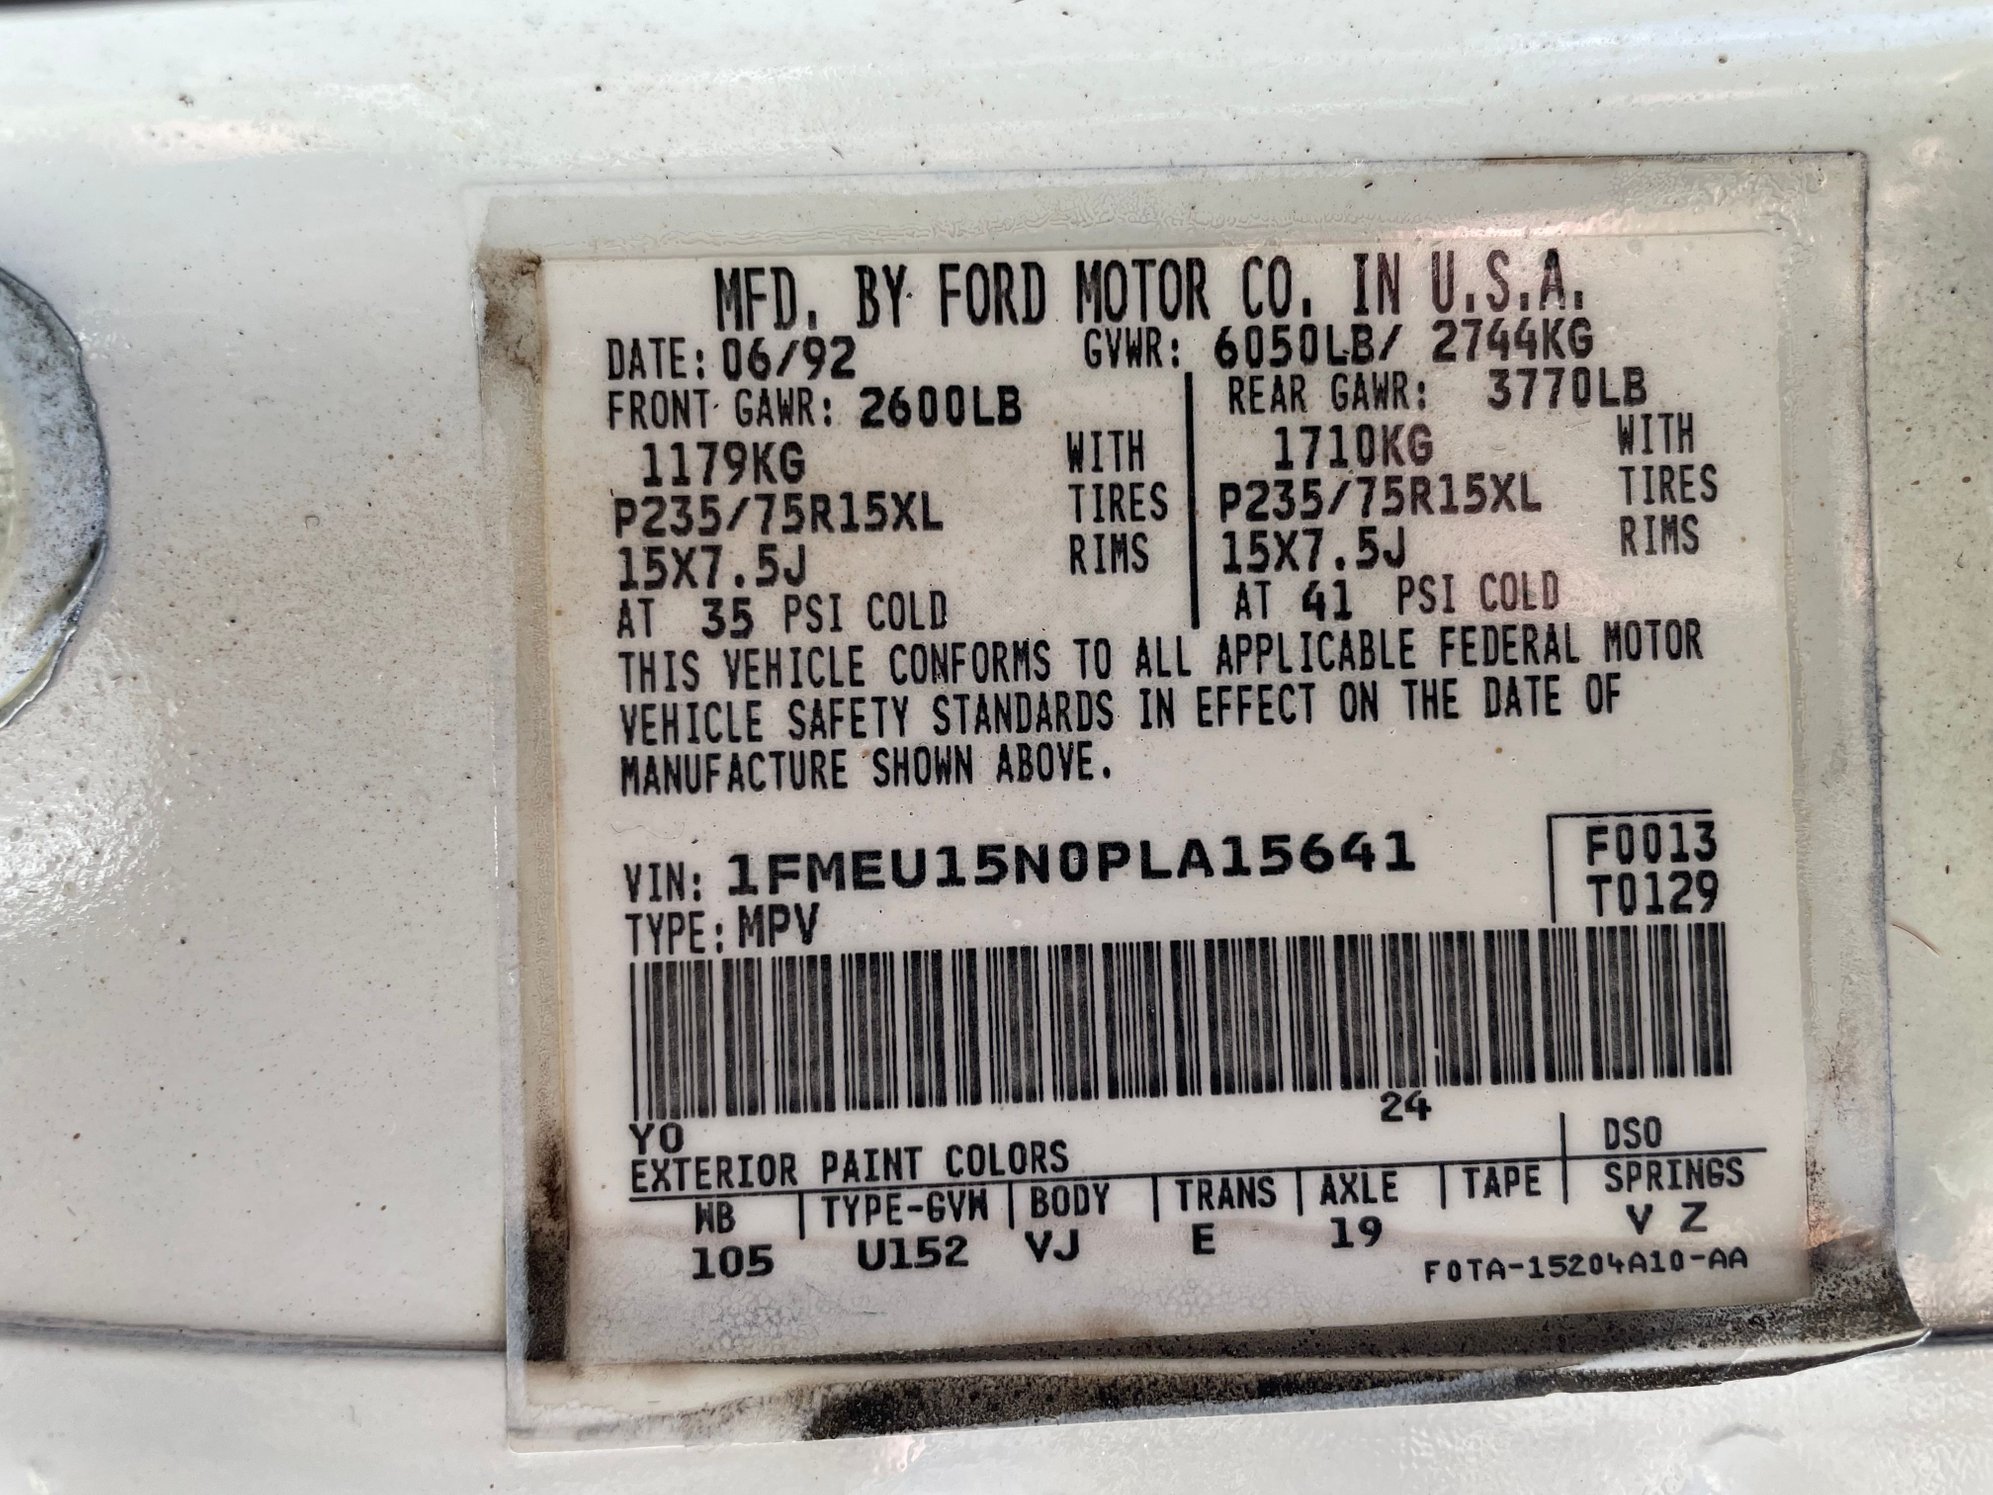 MFD. BY FORD MOTOR CO. IN U.S.A.
DATE: 06/92 GVWR: 6050LB/ 2744KG
FRONT GAWR: 2600LB REAR GAWR: 3770LB
1179KG WITH 1710KG WITH
P235/75R15XL TIRES P235/75R15XL TIRES
15X7.5J RIMS 15X7.5J RIMS
AT 35 PSI COLD AT 41 PSI COLD
THIS VEHICLE CONFORMS TO ALL APPLICABLE FEDERAL MOTOR
VEHICLE SAFETY STANDARDS IN EFFECT ON THE DATE OF
MANUFACTURE SHOWN ABOVE.
F0013
VIN: 1FMEU15N0PLA15641
T0129
TYPE: MPV
24
YO
EXTERIOR PAINT COLORS DSO
WB TYPE-GVW BODY TRANS AXLE TAPE SPRINGS
105 U152 VJ E 19 V Z
F0TA-15204A10-AA